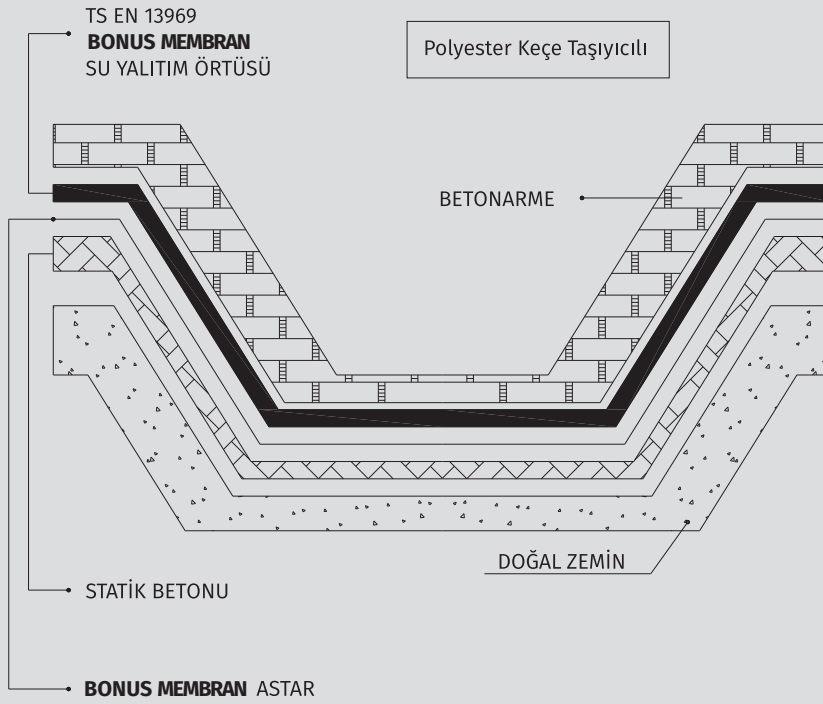 TS EN 13969
BONUS MEMBRAN
SU YALITIM ÖRTÜSÜ
Polyester Keçe Taşıyıcılı
BETONARME
DOĞAL ZEMİN
STATİK BETONU
BONUS MEMBRAN ASTAR